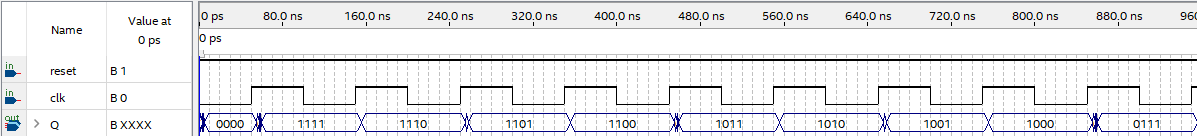 Name Value at 0 ps 0 ps 80.0 ns 160.0 ns 240.0 ns 320.0 ns 400.0 ns 480.0 ns 560.0 ns 640.0 ns 720.0 ns 800.0 ns 880.0 ns 960
0 ps
in reset B 1
in clk B 0
out Q B XXXX 0000 1111 1110 1101 1100 1011 1010 1001 1000 0111